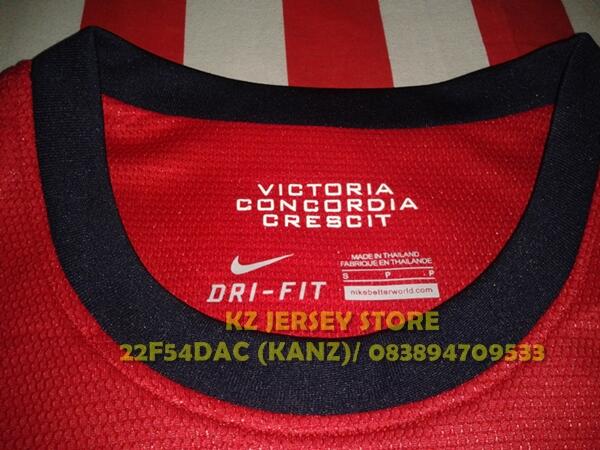 VICTORIA
CONCORDIA
CRESCIT
DRI-FIT
MADE IN THAILAND
FABRIQUÉ EN THAÏLANDE
S P P
nikebetterworld.com
KZ JERSEY STORE
22F54DAC (KANZ)/ 083894709533